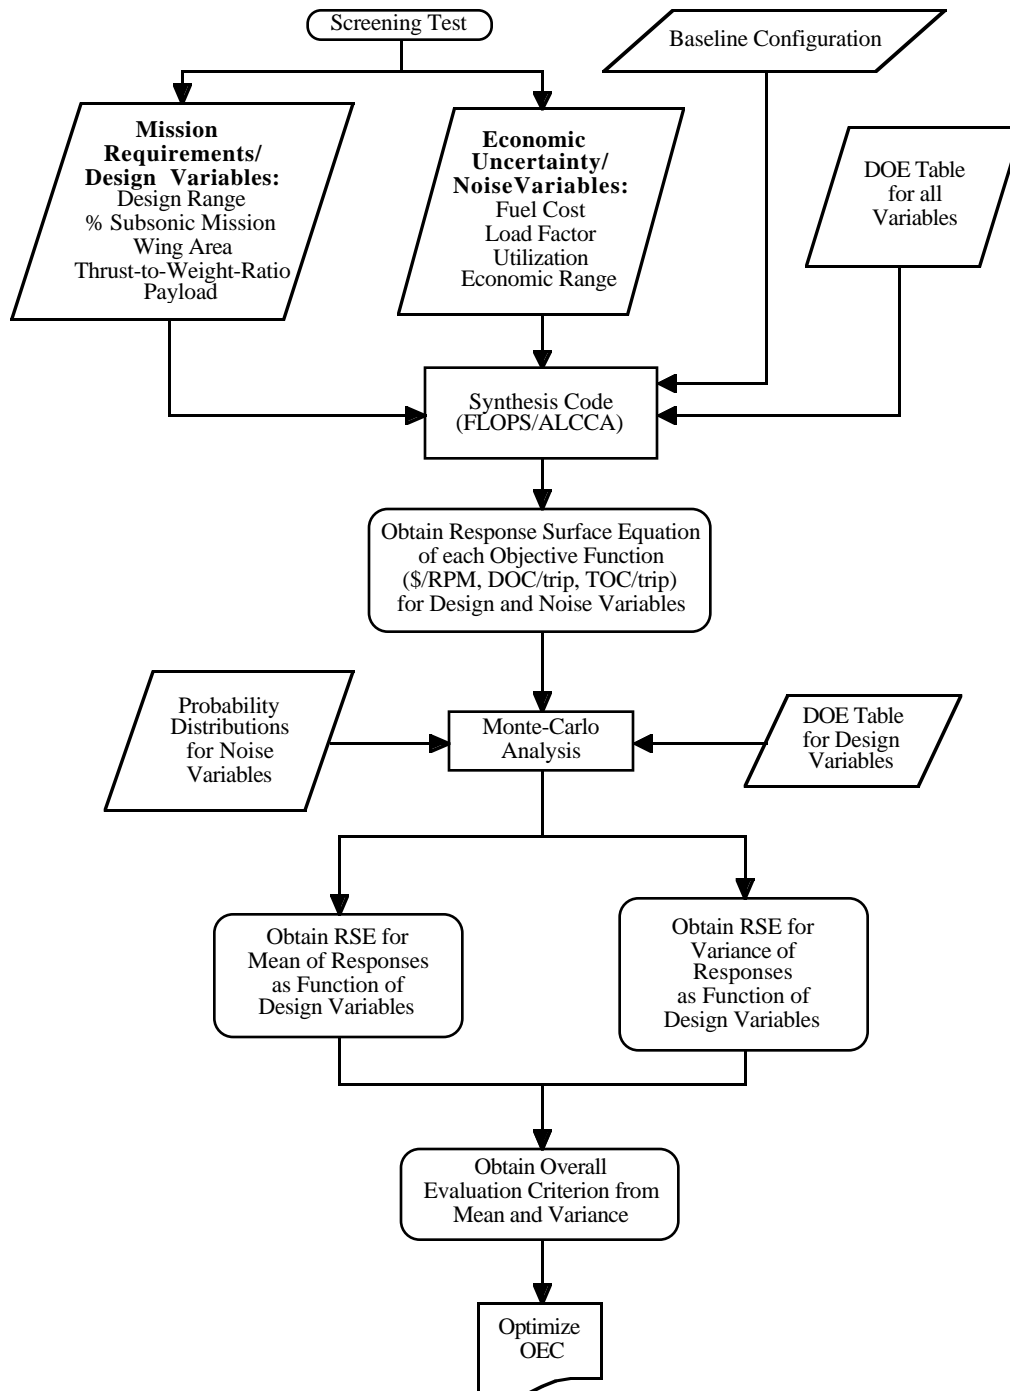 Screening Test
Baseline Configuration
Mission
Requirements/
Design Variables:
Design Range
% Subsonic Mission
Wing Area
Thrust-to-Weight-Ratio
Payload
Economic
Uncertainty/
NoiseVariables:
Fuel Cost
Load Factor
Utilization
Economic Range
DOE Table
for all
Variables
Synthesis Code
(FLOPS/ALCCA)
Obtain Response Surface Equation
of each Objective Function
($/RPM, DOC/trip, TOC/trip)
for Design and Noise Variables
Probability
Distributions
for Noise
Variables
Monte-Carlo
Analysis
DOE Table
for Design
Variables
Obtain RSE for
Mean of Responses
as Function of
Design Variables
Obtain RSE for
Variance of
Responses
as Function of
Design Variables
Obtain Overall
Evaluation Criterion from
Mean and Variance
Optimize
OEC